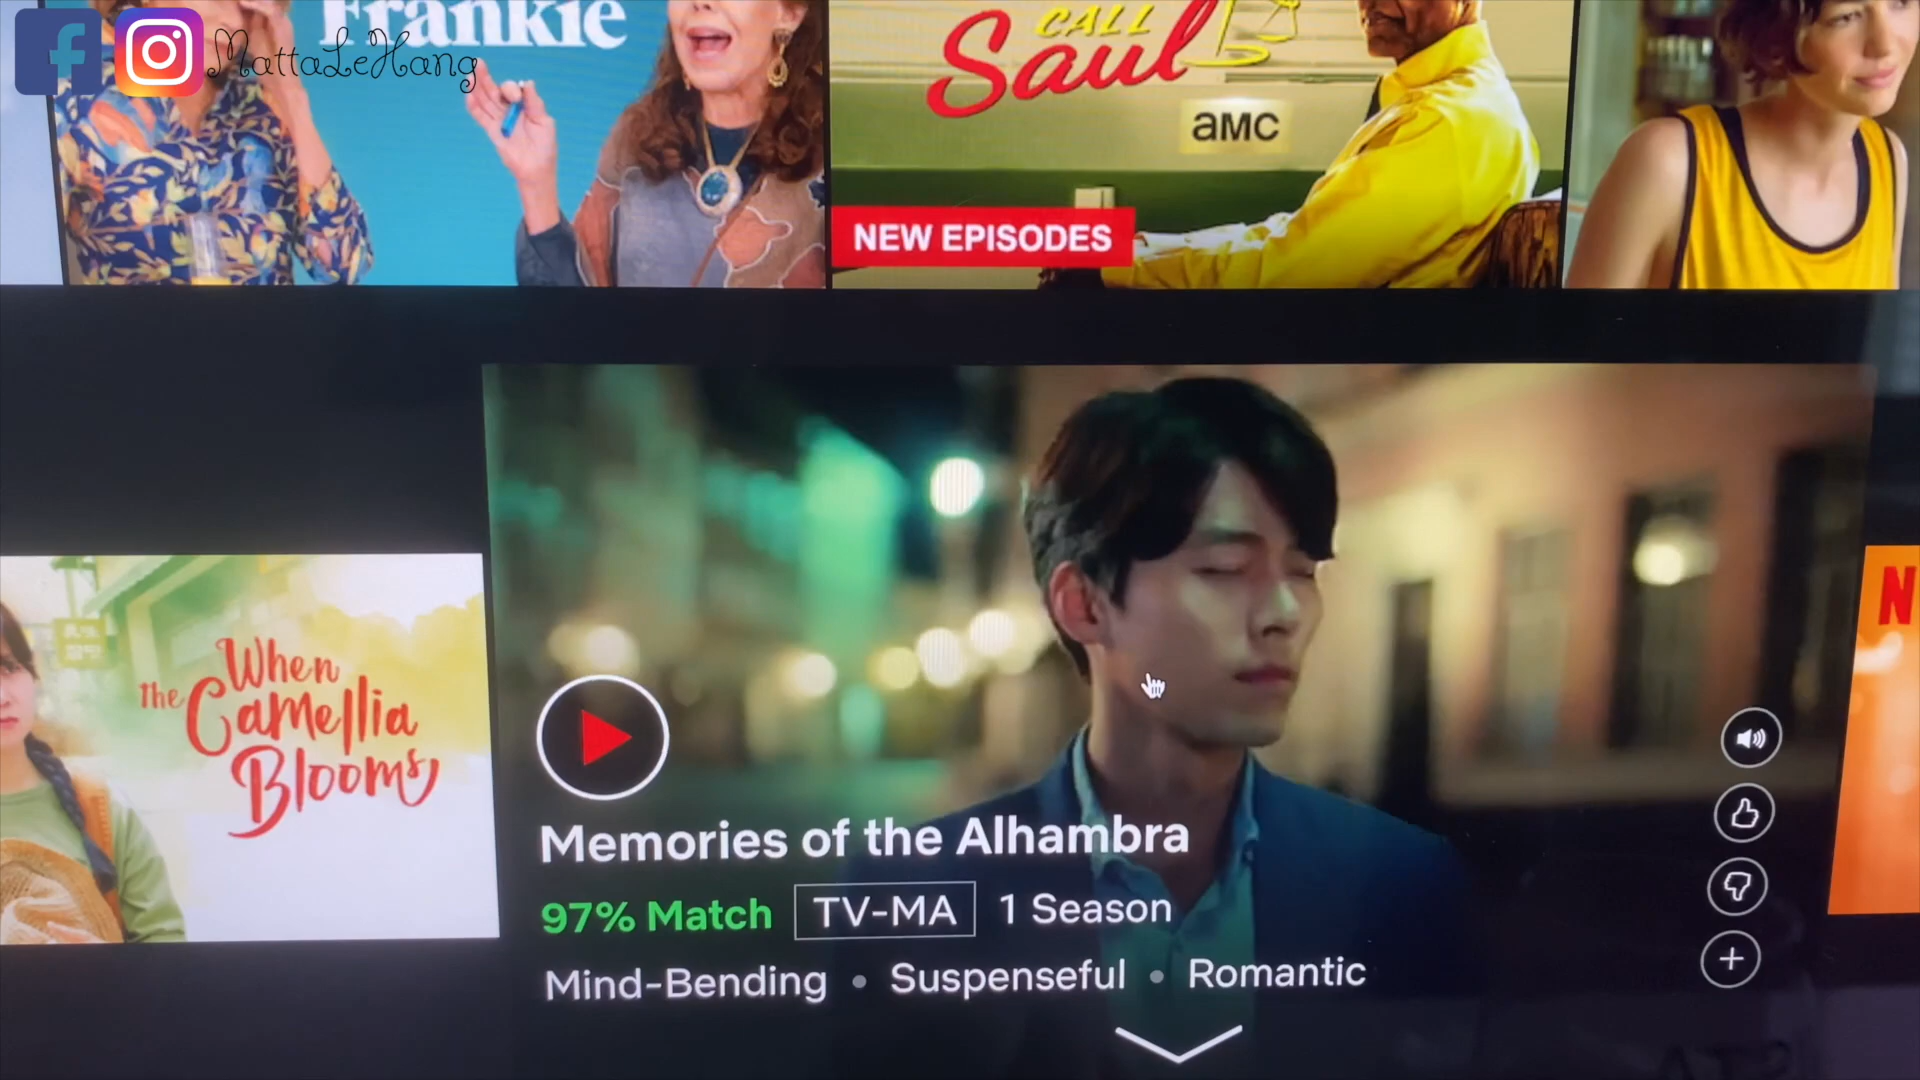 Frankie
MattaLeHang
CALL
Saul
aMC
NEW EPISODES
When
the Camellia
Blooms
N
Memories of the Alhambra
97% Match TV-MA 1 Season
Mind-Bending • Suspenseful • Romantic